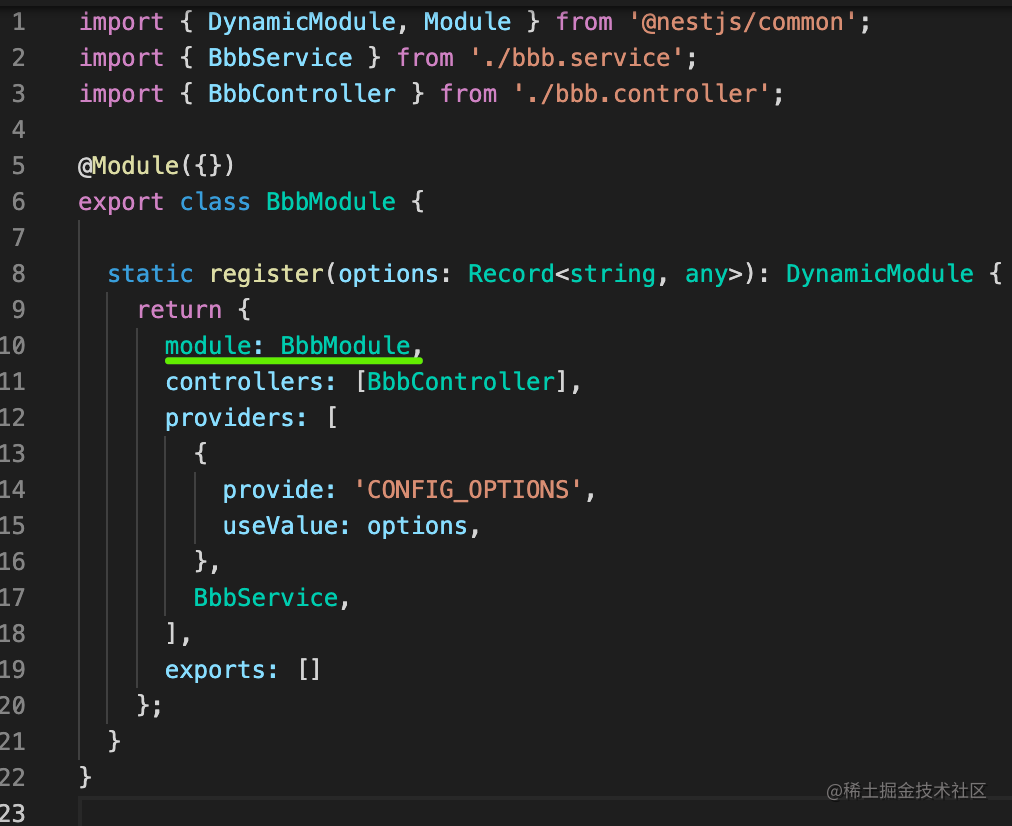 1 import { DynamicModule, Module } from '@nestjs/common';
2 import { BbbService } from './bbb.service';
3 import { BbbController } from './bbb.controller';
4
5 @Module({})
6 export class BbbModule {
7
8   static register(options: Record<string, any>): DynamicModule {
9     return {
10       module: BbbModule,
11       controllers: [BbbController],
12       providers: [
13         {
14           provide: 'CONFIG_OPTIONS',
15           useValue: options,
16         },
17         BbbService,
18       ],
19       exports: []
20     };
21   }
22 }
23
@稀土掘金技术社区